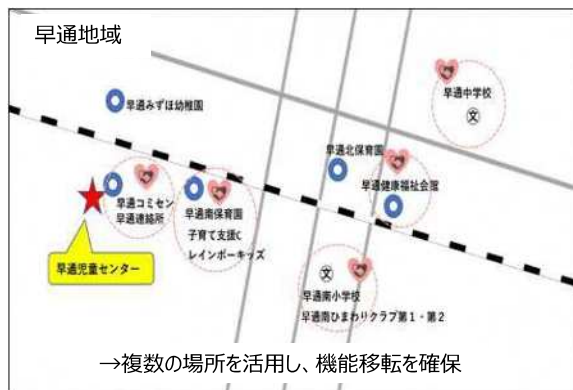 早通地域
早通中学校
文
早通みずほ幼稚園
早通北保育園
早通健康福祉会館
早通コミセン
早通連絡所
早通南保育園
子育て支援C
レインボーキッズ
早通児童センター
文
早通南小学校
早通南ひまわりクラブ第1・第2
→複数の場所を活用し、機能移転を確保